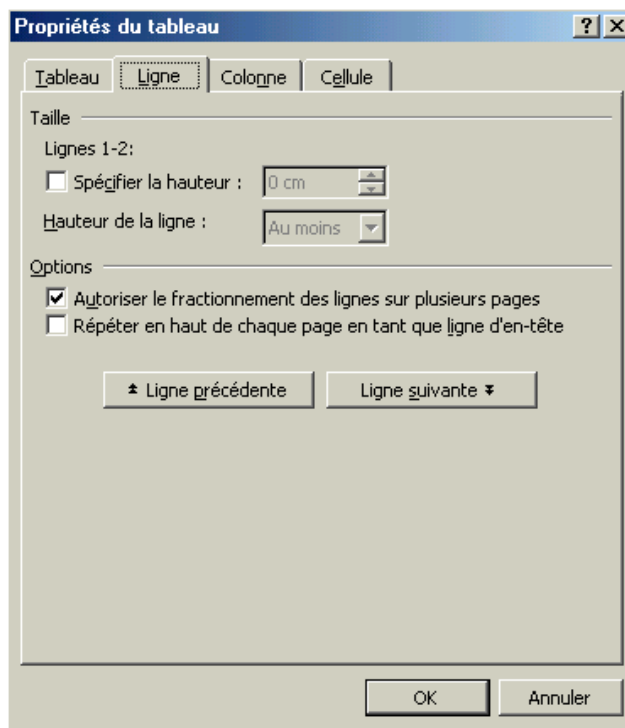 Propriétés du tableau
Tableau Ligne Colonne Cellule
Taille
Lignes 1-2:
Spécifier la hauteur : 0 cm
Hauteur de la ligne : Au moins
Options
Autoriser le fractionnement des lignes sur plusieurs pages
Répéter en haut de chaque page en tant que ligne d'en-tête
Ligne précédente Ligne suivante
OK Annuler